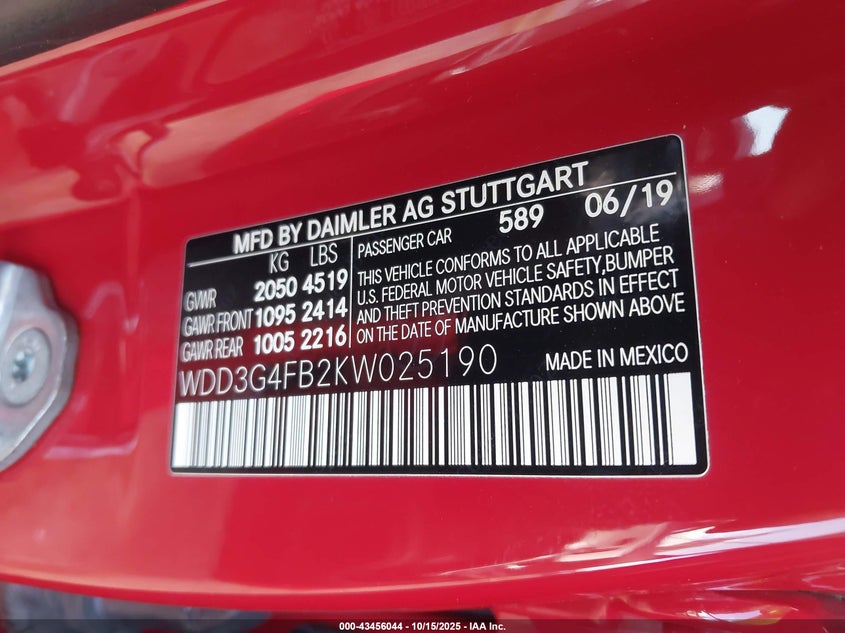 MFD BY DAIMLER AG STUTTGART
KG LBS
GVWR 2050 4519
GAWR FRONT 1095 2414
GAWR REAR 1005 2216
PASSENGER CAR 589 06/19
THIS VEHICLE CONFORMS TO ALL APPLICABLE
U.S. FEDERAL MOTOR VEHICLE SAFETY,BUMPER
AND THEFT PREVENTION STANDARDS IN EFFECT
ON THE DATE OF MANUFACTURE SHOWN ABOVE
WDD3G4FB2KW025190
MADE IN MEXICO
000-43456044 - 10/15/2025 - IAA Inc.